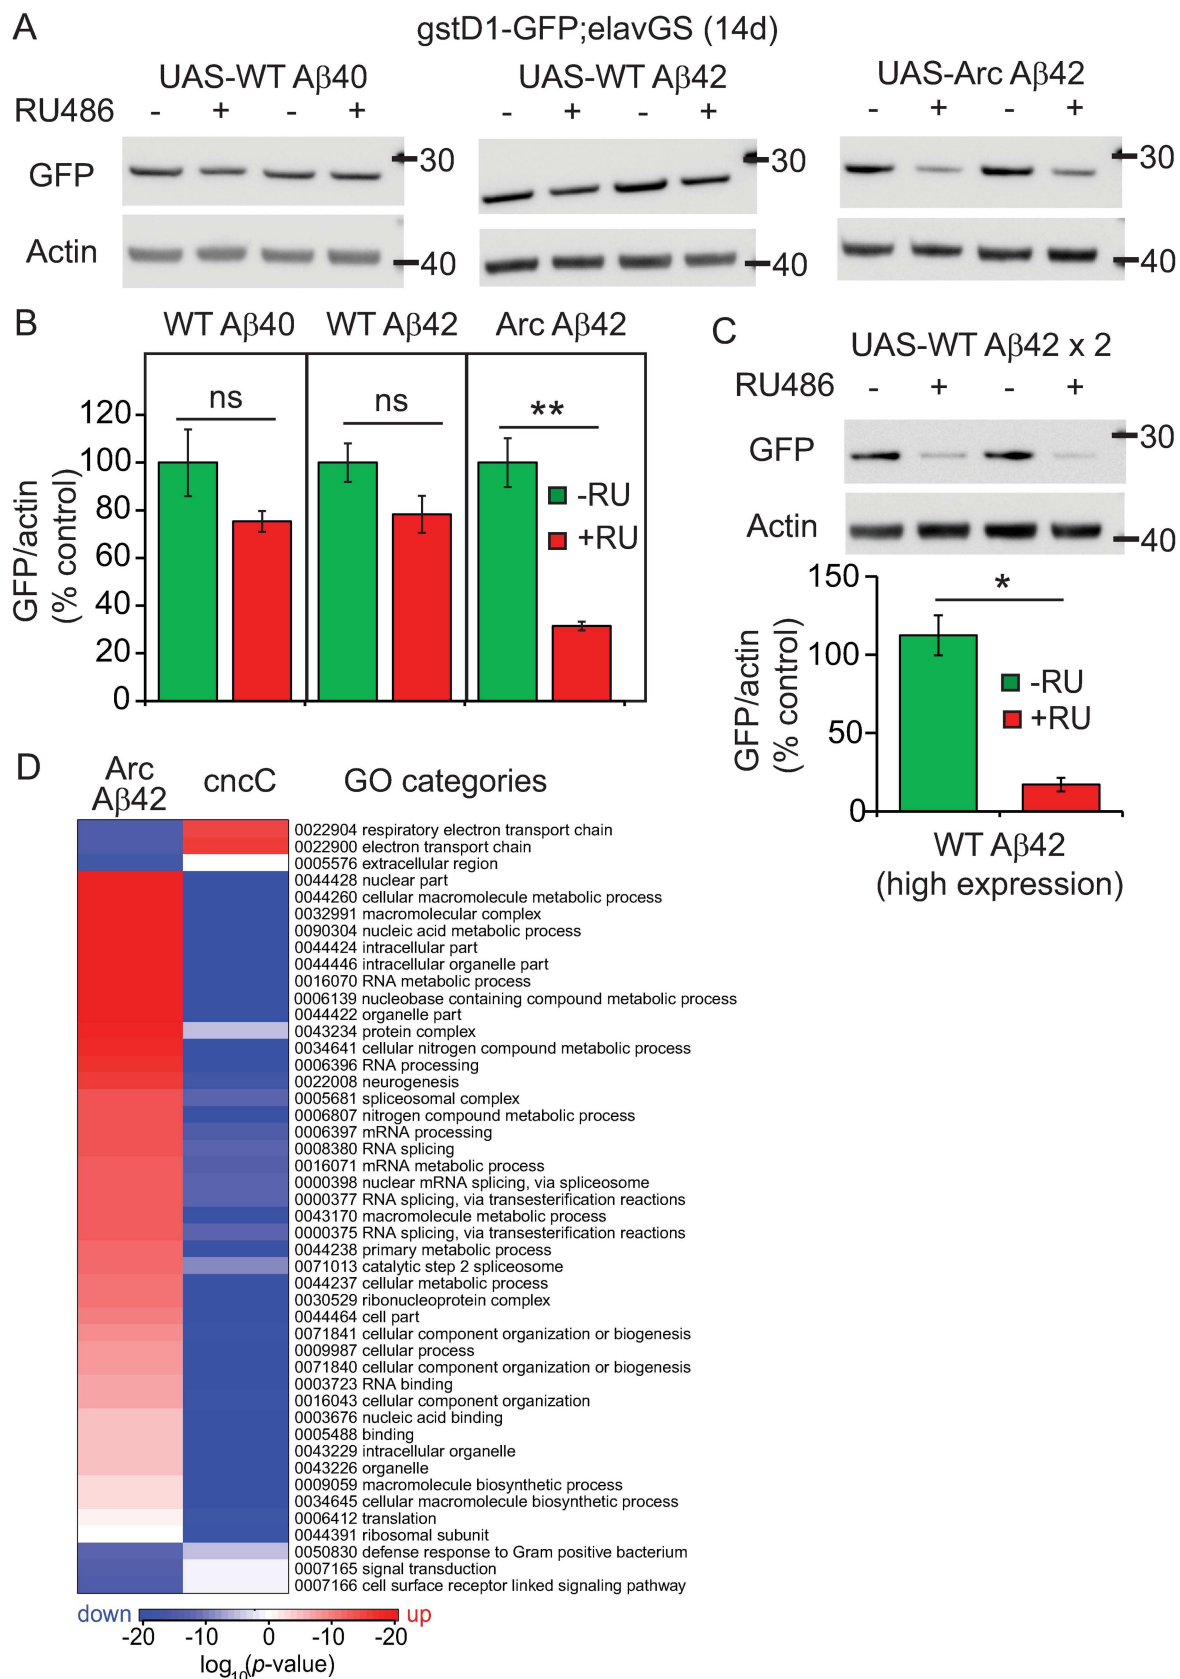 A
gstD1-GFP;elavGS (14d)
UAS-WT Aβ40
UAS-WT Aβ42
UAS-Arc Aβ42
RU486 - + - + - + - + - + - +
GFP
30
30
30
Actin
40
40
40
B
WT Aβ40
WT Aβ42
Arc Aβ42
GFP/actin
(% control)
120
100
80
60
40
20
0
ns
ns
**
-RU
+RU
C
UAS-WT Aβ42 x 2
RU486 - + - +
GFP
30
Actin
40
GFP/actin
(% control)
150
100
50
0
*
-RU
+RU
WT Aβ42
(high expression)
D
Arc
Aβ42
cncC
GO categories
0022904 respiratory electron transport chain
0022900 electron transport chain
0005576 extracellular region
0044428 nuclear part
0044260 cellular macromolecule metabolic process
0032991 macromolecular complex
0090304 nucleic acid metabolic process
0044424 intracellular part
0044446 intracellular organelle part
0016070 RNA metabolic process
0006139 nucleobase containing compound metabolic process
0044422 organelle part
0043234 protein complex
0034641 cellular nitrogen compound metabolic process
0006396 RNA processing
0022008 neurogenesis
0005681 spliceosomal complex
0006807 nitrogen compound metabolic process
0006397 mRNA processing
0008380 RNA splicing
0016071 mRNA metabolic process
0000398 nuclear mRNA splicing, via spliceosome
0000377 RNA splicing, via transesterification reactions
0043170 macromolecule metabolic process
0000375 RNA splicing, via transesterification reactions
0044238 primary metabolic process
0071013 catalytic step 2 spliceosome
0044237 cellular metabolic process
0030529 ribonucleoprotein complex
0044464 cell part
0071841 cellular component organization or biogenesis
0009987 cellular process
0071840 cellular component organization or biogenesis
0003723 RNA binding
0016043 cellular component organization
0003676 nucleic acid binding
0005488 binding
0043229 intracellular organelle
0043226 organelle
0009059 macromolecule biosynthetic process
0034645 cellular macromolecule biosynthetic process
0006412 translation
0044391 ribosomal subunit
0050830 defense response to Gram positive bacterium
0007165 signal transduction
0007166 cell surface receptor linked signaling pathway
down
up
-20 -10 0 -10 -20
log10(p-value)